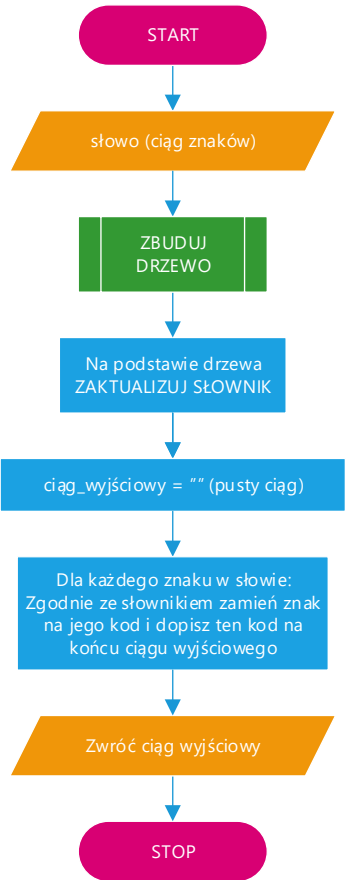 START
słowo (ciąg znaków)
ZBUDUJ
DRZEWO
Na podstawie drzewa
ZAKTUALIZUJ SŁOWNIK
ciąg_wyjściowy = "" (pusty ciąg)
Dla każdego znaku w słowie:
Zgodnie ze słownikiem zamień znak
na jego kod i dopisz ten kod na
końcu ciągu wyjściowego
Zwróć ciąg wyjściowy
STOP